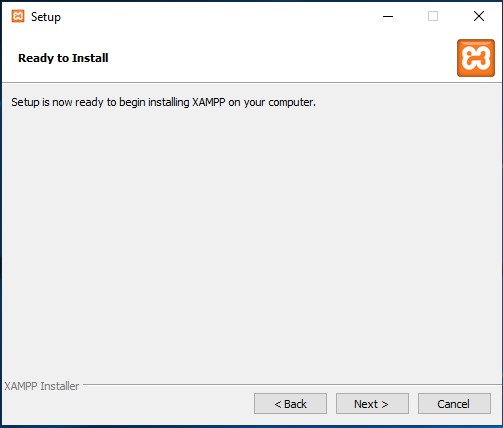 Setup
Ready to Install
Setup is now ready to begin installing XAMPP on your computer.
XAMPP Installer
< Back
Next >
Cancel